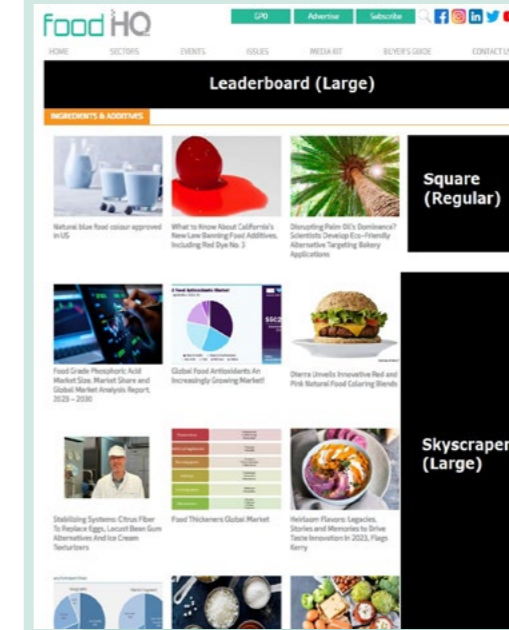 food HQ
GPO Advertise Subscribe
HOME SECTORS EVENTS ISSUES MEDIA KIT BUYER'S GUIDE CONTACT US
Leaderboard (Large)
INGREDIENTS & ADDITIVES
Square
(Regular)
Natural blue food colour approved
in US
What to Know About California's
New Law Banning Food Additives,
Including Red Dye No. 3
Disrupting Palm Oil's Dominance?
Scientists Develop Eco-Friendly
Alternative Targeting Bakery
Applications
Food Antioxidants Market
Food Grade Phosphoric Acid
Market Size, Market Share and
Global Market Analysis Report,
2023 – 2030
Global Food Antioxidants An
Increasingly Growing Market!
Oterra Unveils Innovative Red and
Pink Natural Food Coloring Blends
Skyscraper
(Large)
Stabilizing Systems: Citrus Fiber
To Replace Eggs, Locust Bean Gum
Alternatives And Ice Cream
Texturizers
Food Thickeners Global Market
Heirloom Flavors: Legacies,
Stories and Memories to Drive
Taste Innovation In 2023, Flags
Kerry